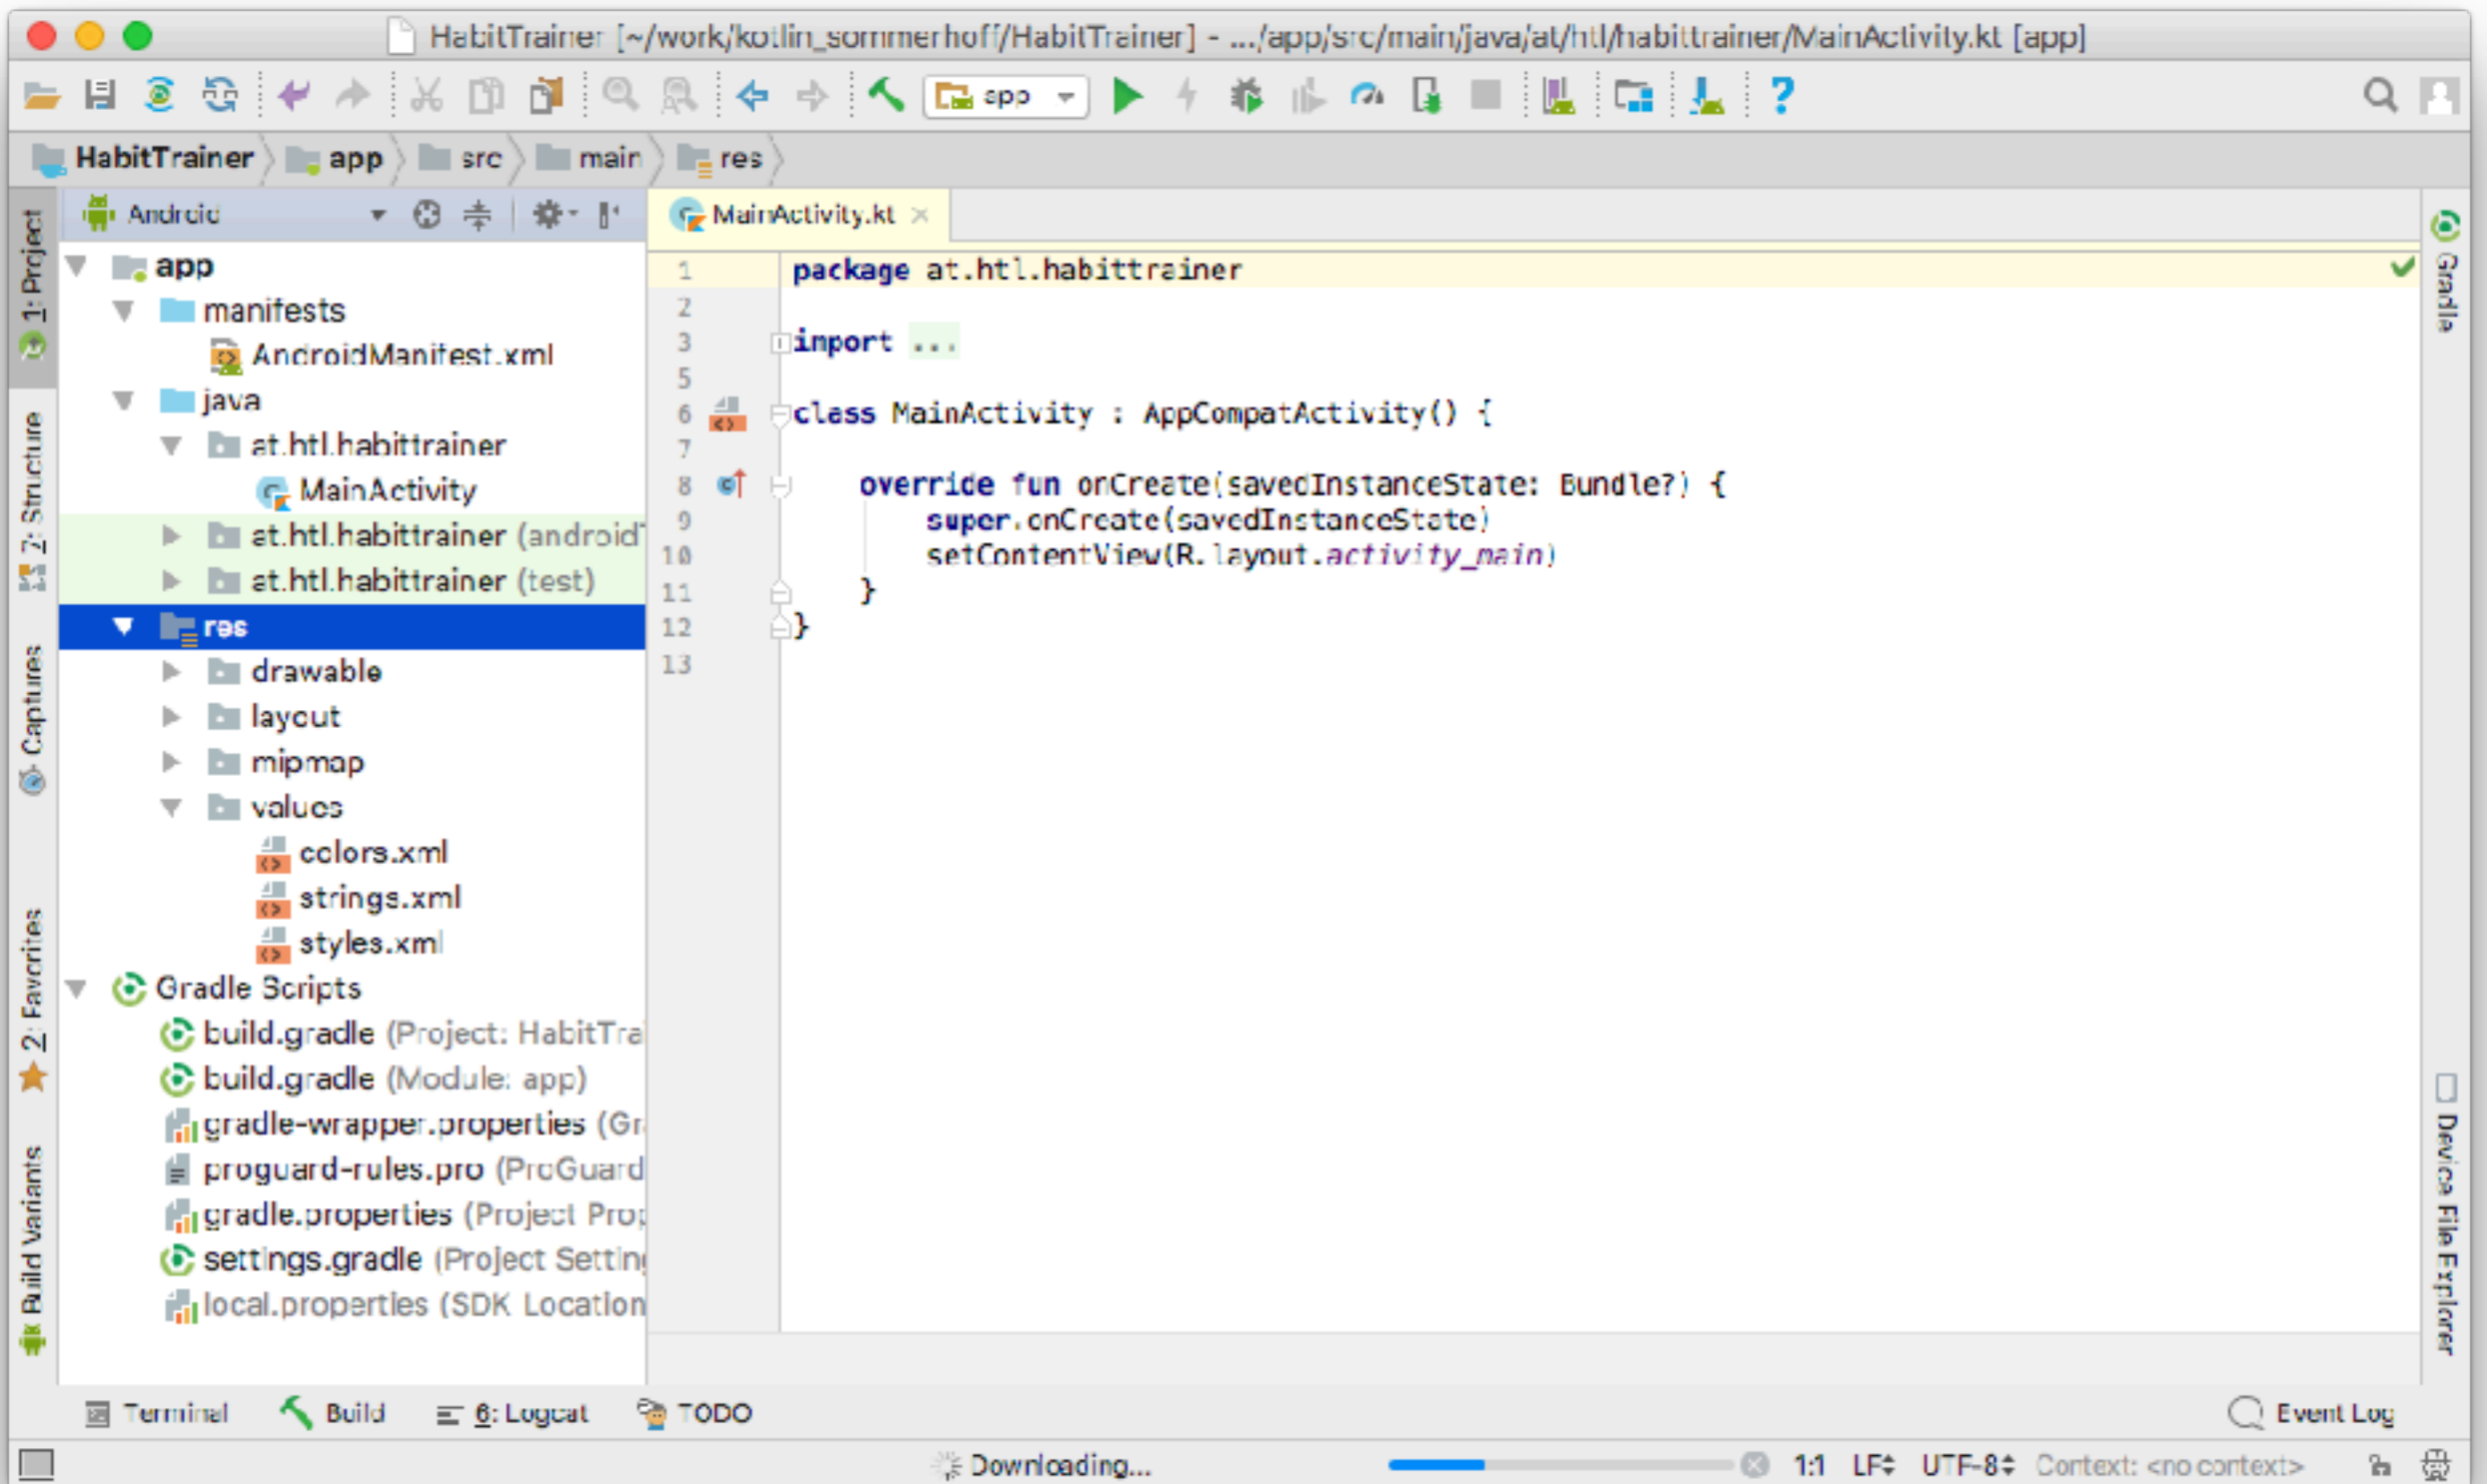 HabitTrainer [~/work/kotlin_sommerhoff/HabitTrainer] - .../app/src/main/java/at/htl/habittrainer/MainActivity.kt [app]
app
?
HabitTrainer app src main res
1: Project
7: Structure
Captures
2: Favorites
Build Variants
Android
app
manifests
AndroidManifest.xml
java
at.htl.habittrainer
MainActivity
at.htl.habittrainer (androidT
at.htl.habittrainer (test)
res
drawable
layout
mipmap
values
colors.xml
strings.xml
styles.xml
Gradle Scripts
build.gradle (Project: HabitTrai
build.gradle (Module: app)
gradle-wrapper.properties (Gra
proguard-rules.pro (ProGuard
gradle.properties (Project Prop
settings.gradle (Project Setting
local.properties (SDK Location
MainActivity.kt
1 package at.htl.habittrainer
2
3 import ...
5
6 class MainActivity : AppCompatActivity() {
7
8 override fun onCreate(savedInstanceState: Bundle?) {
9 super.onCreate(savedInstanceState)
10 setContentView(R.layout.activity_main)
11 }
12 }
13
Gradle
Device File Explorer
Terminal Build 6: Logcat TODO Event Log
Downloading... 1:1 LF UTF-8 Context: <no context>